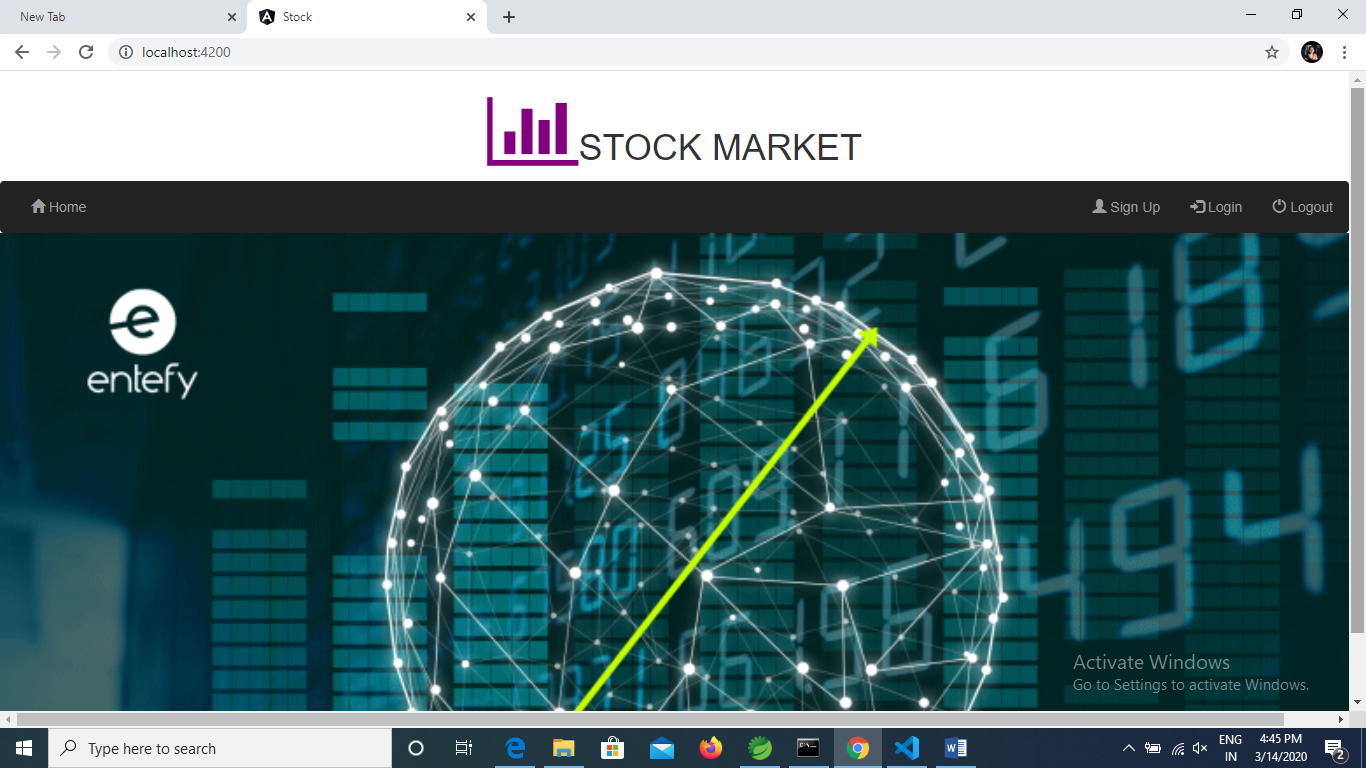 New Tab
Stock
localhost:4200
STOCK MARKET
Home
Sign Up
Login
Logout
entefy
Activate Windows
Go to Settings to activate Windows.
Type here to search
ENG
IN
4:45 PM
3/14/2020
2